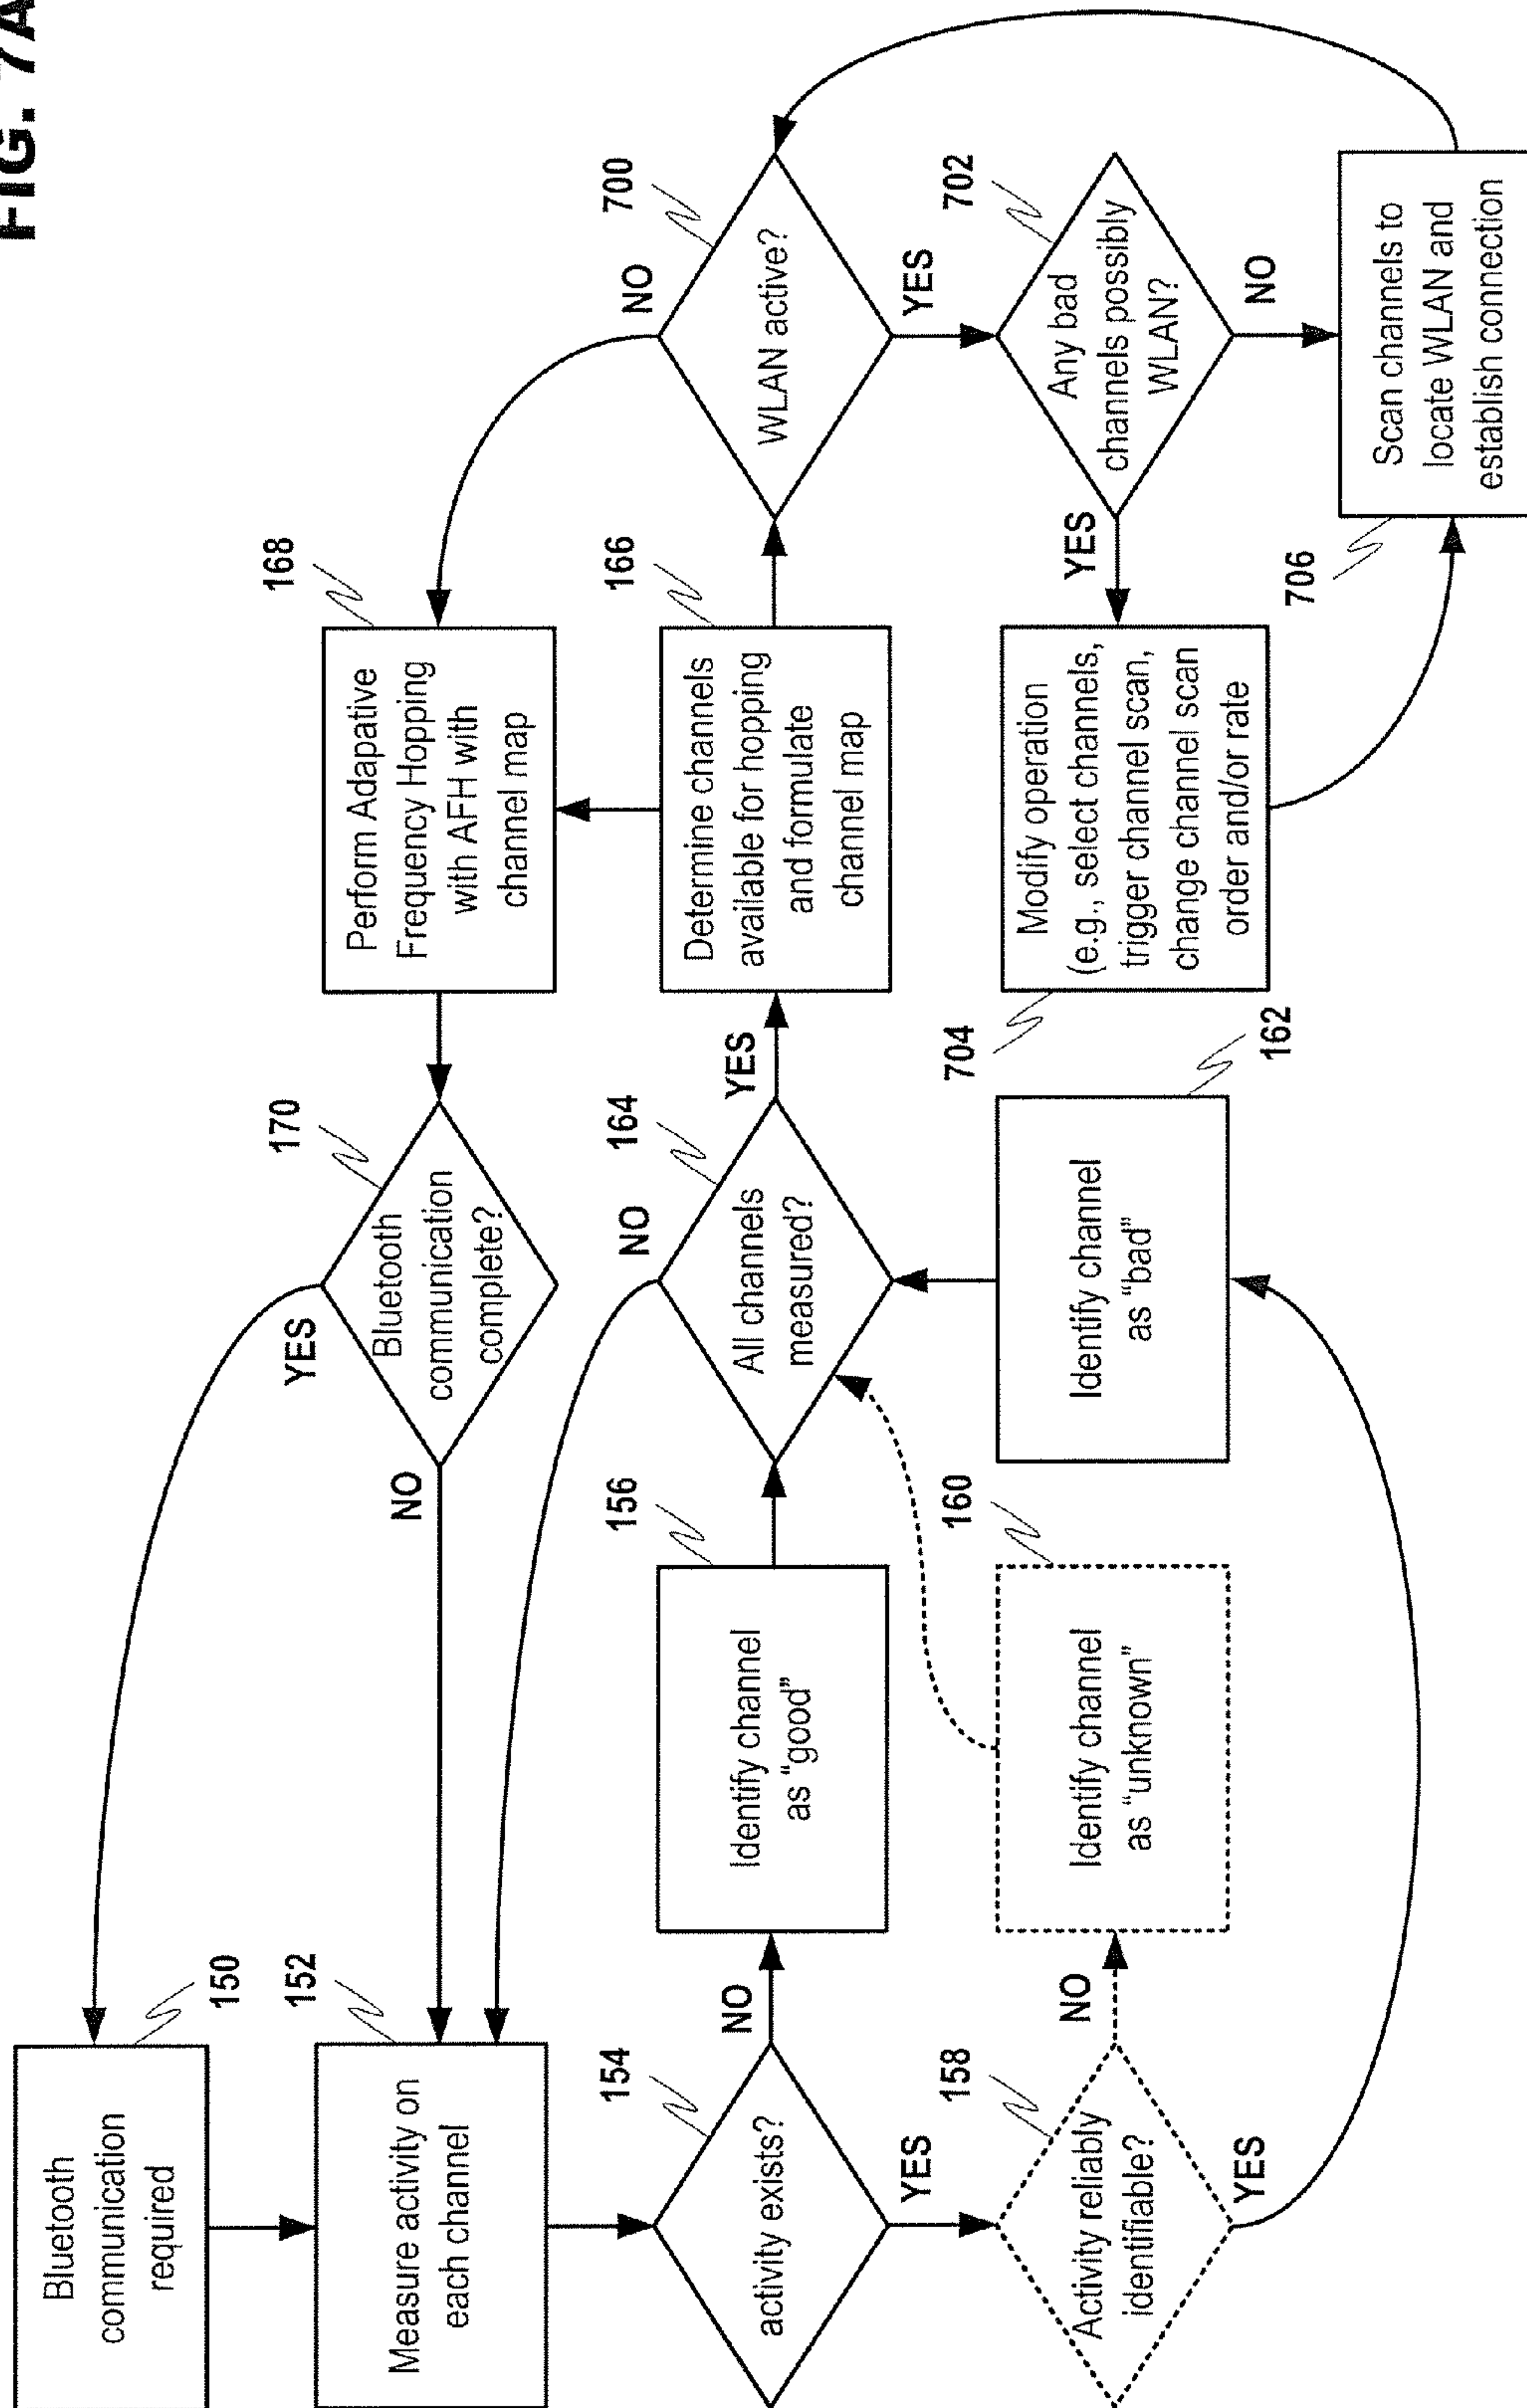 FIG. 7A
150
Bluetooth
communication
required
152
Measure activity on
each channel
154
activity exists?
NO
YES
156
Identify channel
as “good”
158
Activity reliably
identifiable?
NO
YES
160
Identify channel
as “unknown”
162
Identify channel
as “bad”
164
All channels
measured?
NO
YES
166
Determine channels
available for hopping
and formulate
channel map
168
Perform Adapative
Frequency Hopping
with AFH with
channel map
170
Bluetooth
communication
complete?
YES
NO
700
WLAN active?
NO
YES
702
Any bad
channels possibly
WLAN?
YES
NO
704
Modify operation
(e.g., select channels,
trigger channel scan,
change channel scan
order and/or rate
706
Scan channels to
locate WLAN and
establish connection